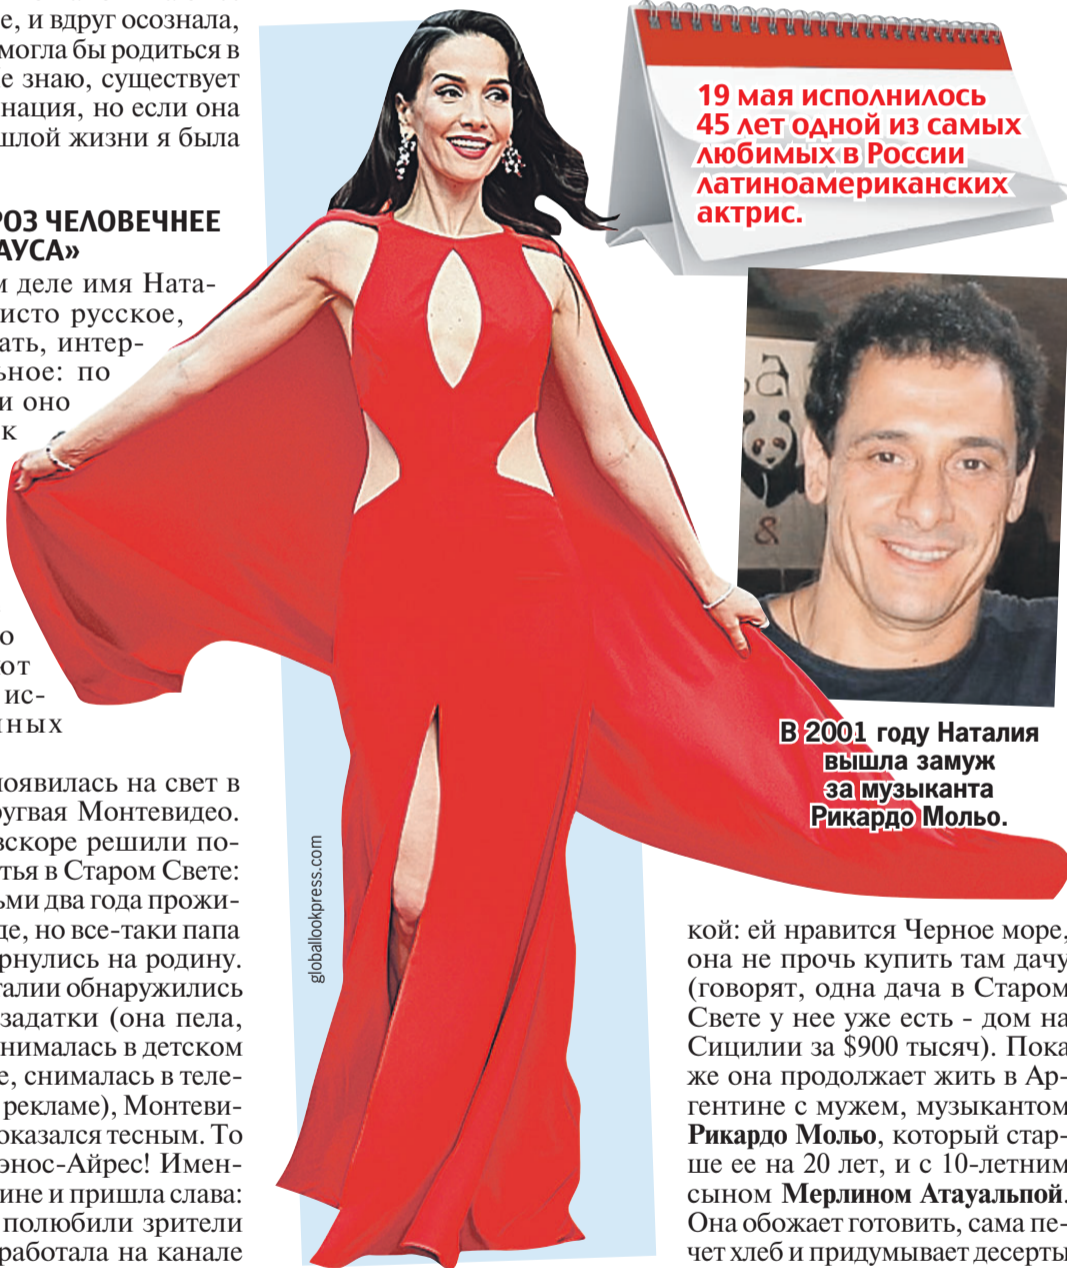 е, и вдруг осознала,
могла бы родиться в
е знаю, существует
нация, но если она
шлой жизни я была
РОЗ ЧЕЛОВЕЧНЕЕ
АУСА»
м деле имя Ната-
исто русское,
ать, интер-
ьное: по
и оно
к
о
ют
ис-
нных
появилась на свет в
ругвая Монтевидео.
вскоре решили по-
тья в Старом Свете:
ьми два года прожи-
де, но все-таки папа
рнулись на родину.
талии обнаружились
задатки (она пела,
нималась в детском
е, снималась в теле-
рекламе), Монтеви-
оказался тесным. То
энос-Айрес! Имен-
ине и пришла слава:
полюбили зрители
работала на канале
globallookpress.com
19 мая исполнилось
45 лет одной из самых
любимых в России
латиноамериканских
актрис.
&
В 2001 году Наталия
вышла замуж
за музыканта
Рикардо Мольо.
кой: ей нравится Черное море,
она не прочь купить там дачу
(говорят, одна дача в Старом
Свете у нее уже есть - дом на
Сицилии за $900 тысяч). Пока
же она продолжает жить в Ар-
гентине с мужем, музыкантом
Рикардо Мольо, который стар-
ше ее на 20 лет, и с 10-летним
сыном Мерлином Атауальпой.
Она обожает готовить, сама пе-
чет хлеб и придумывает десерты